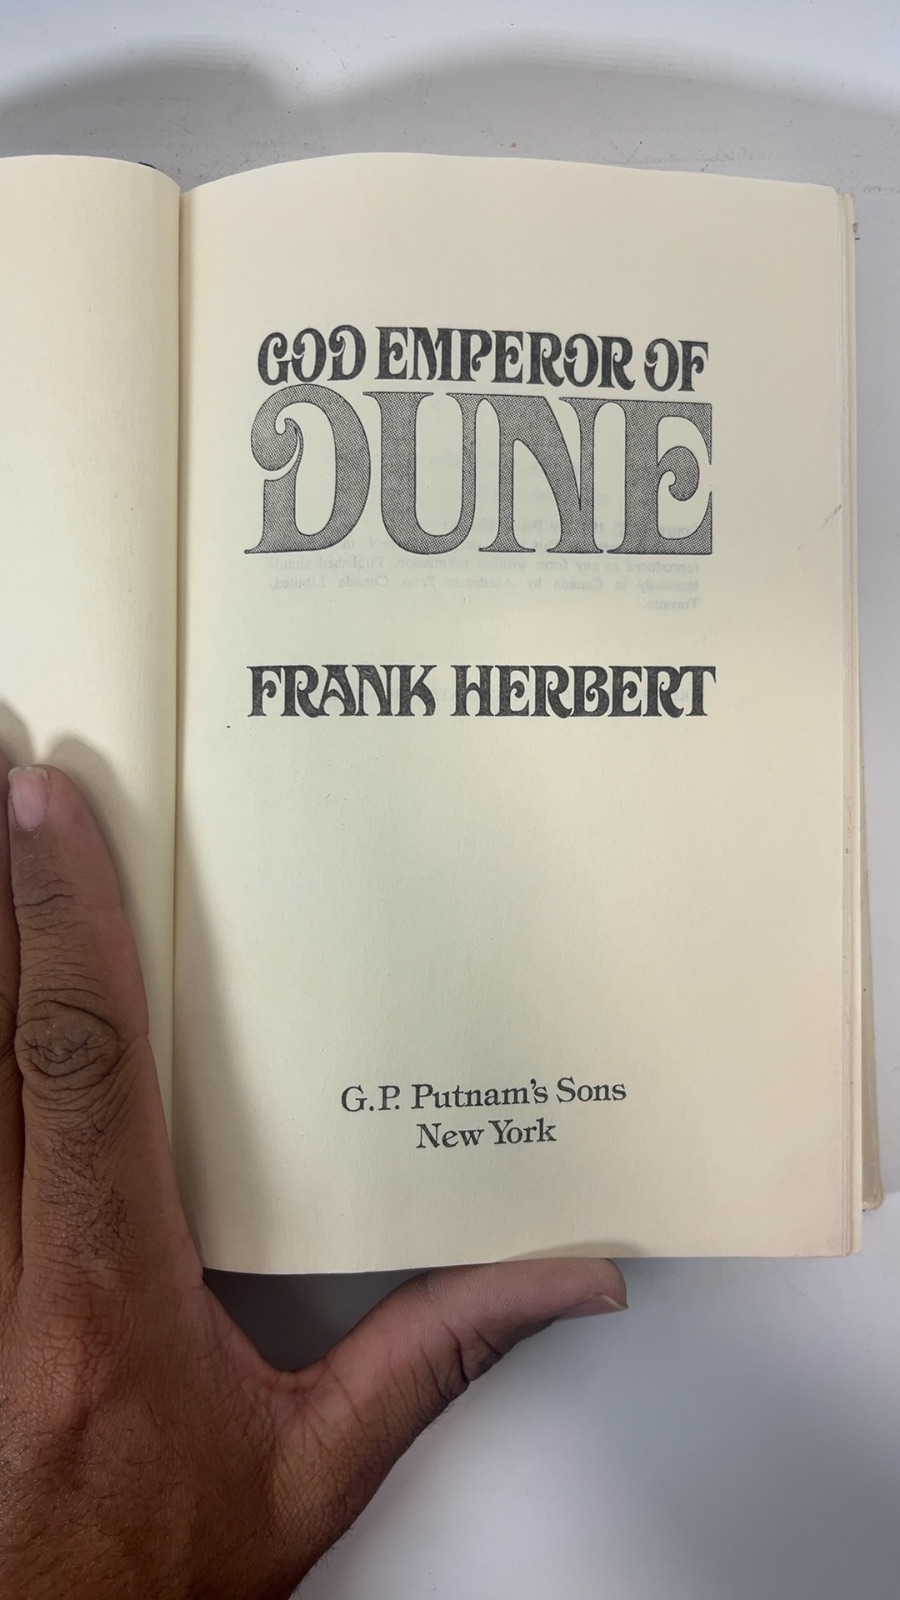 GOD EMPEROR OF
DUNE
FRANK HERBERT
G.P. Putnam's Sons
New York